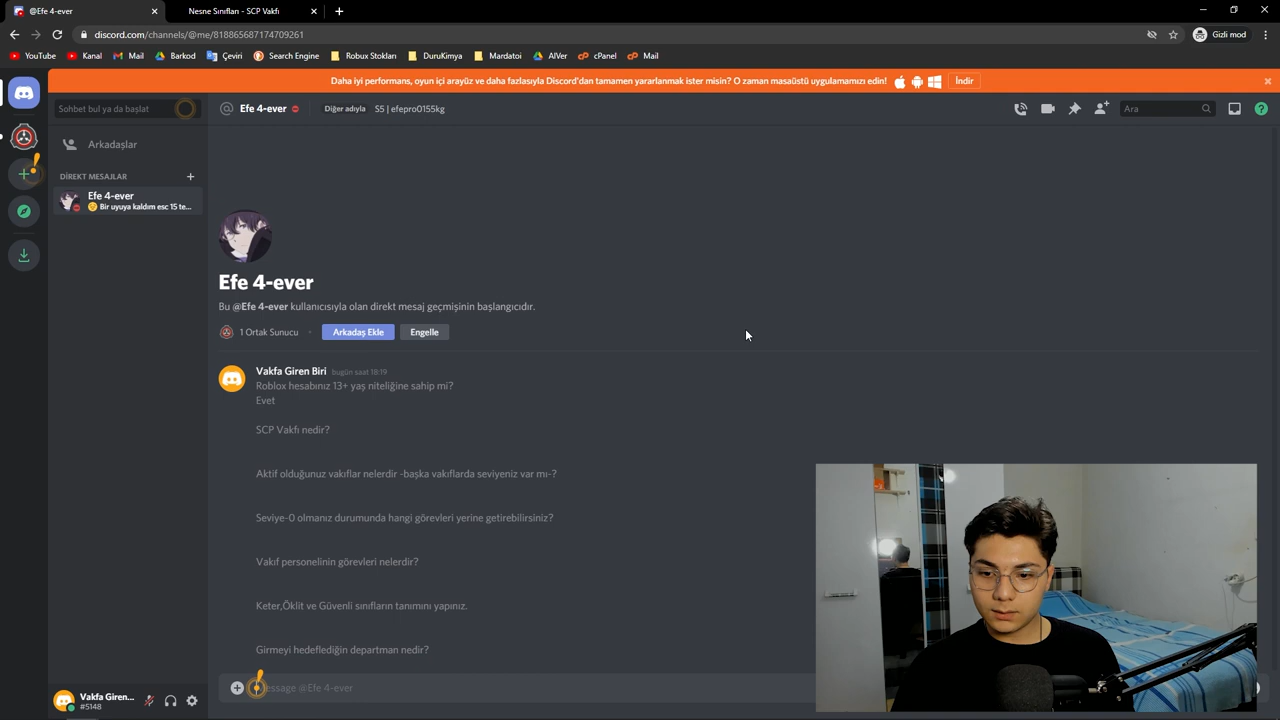 @Efe 4-ever
Nesne Sınıfları - SCP Vakfı
discord.com/channels/@me/818865687174709261
Gizli mod
YouTube
Kanal
Mail
Barkod
Çeviri
Search Engine
Robux Stokları
DuruKimya
Mardatoi
AlVer
cPanel
Mail
Daha iyi performans, oyun içi arayüz ve daha fazlasıyla Discord'dan tamamen yararlanmak ister misin? O zaman masaüstü uygulamamızı edin!
İndir
Sohbet bul ya da başlat
Efe 4-ever
Diğer adıyla
S5 | efepro0155kg
Ara
Arkadaşlar
DİREKT MESAJLAR
Efe 4-ever
Bir uyuya kaldım esc 15 te...
Efe 4-ever
Bu @Efe 4-ever kullanıcısıyla olan direkt mesaj geçmişinin başlangıcıdır.
1 Ortak Sunucu
Arkadaş Ekle
Engelle
Vakfa Giren Biri bugün saat 18:19
Roblox hesabınız 13+ yaş niteliğine sahip mi?
Evet
SCP Vakfı nedir?
Aktif olduğunuz vakıflar nelerdir -başka vakıflarda seviyeniz var mı-?
Seviye-0 olmanız durumunda hangi görevleri yerine getirebilirsiniz?
Vakıf personelinin görevleri nelerdir?
Keter,Öklit ve Güvenli sınıfların tanımını yapınız.
Girmeyi hedeflediğin departman nedir?
Message @Efe 4-ever
Vakfa Giren...
#5148